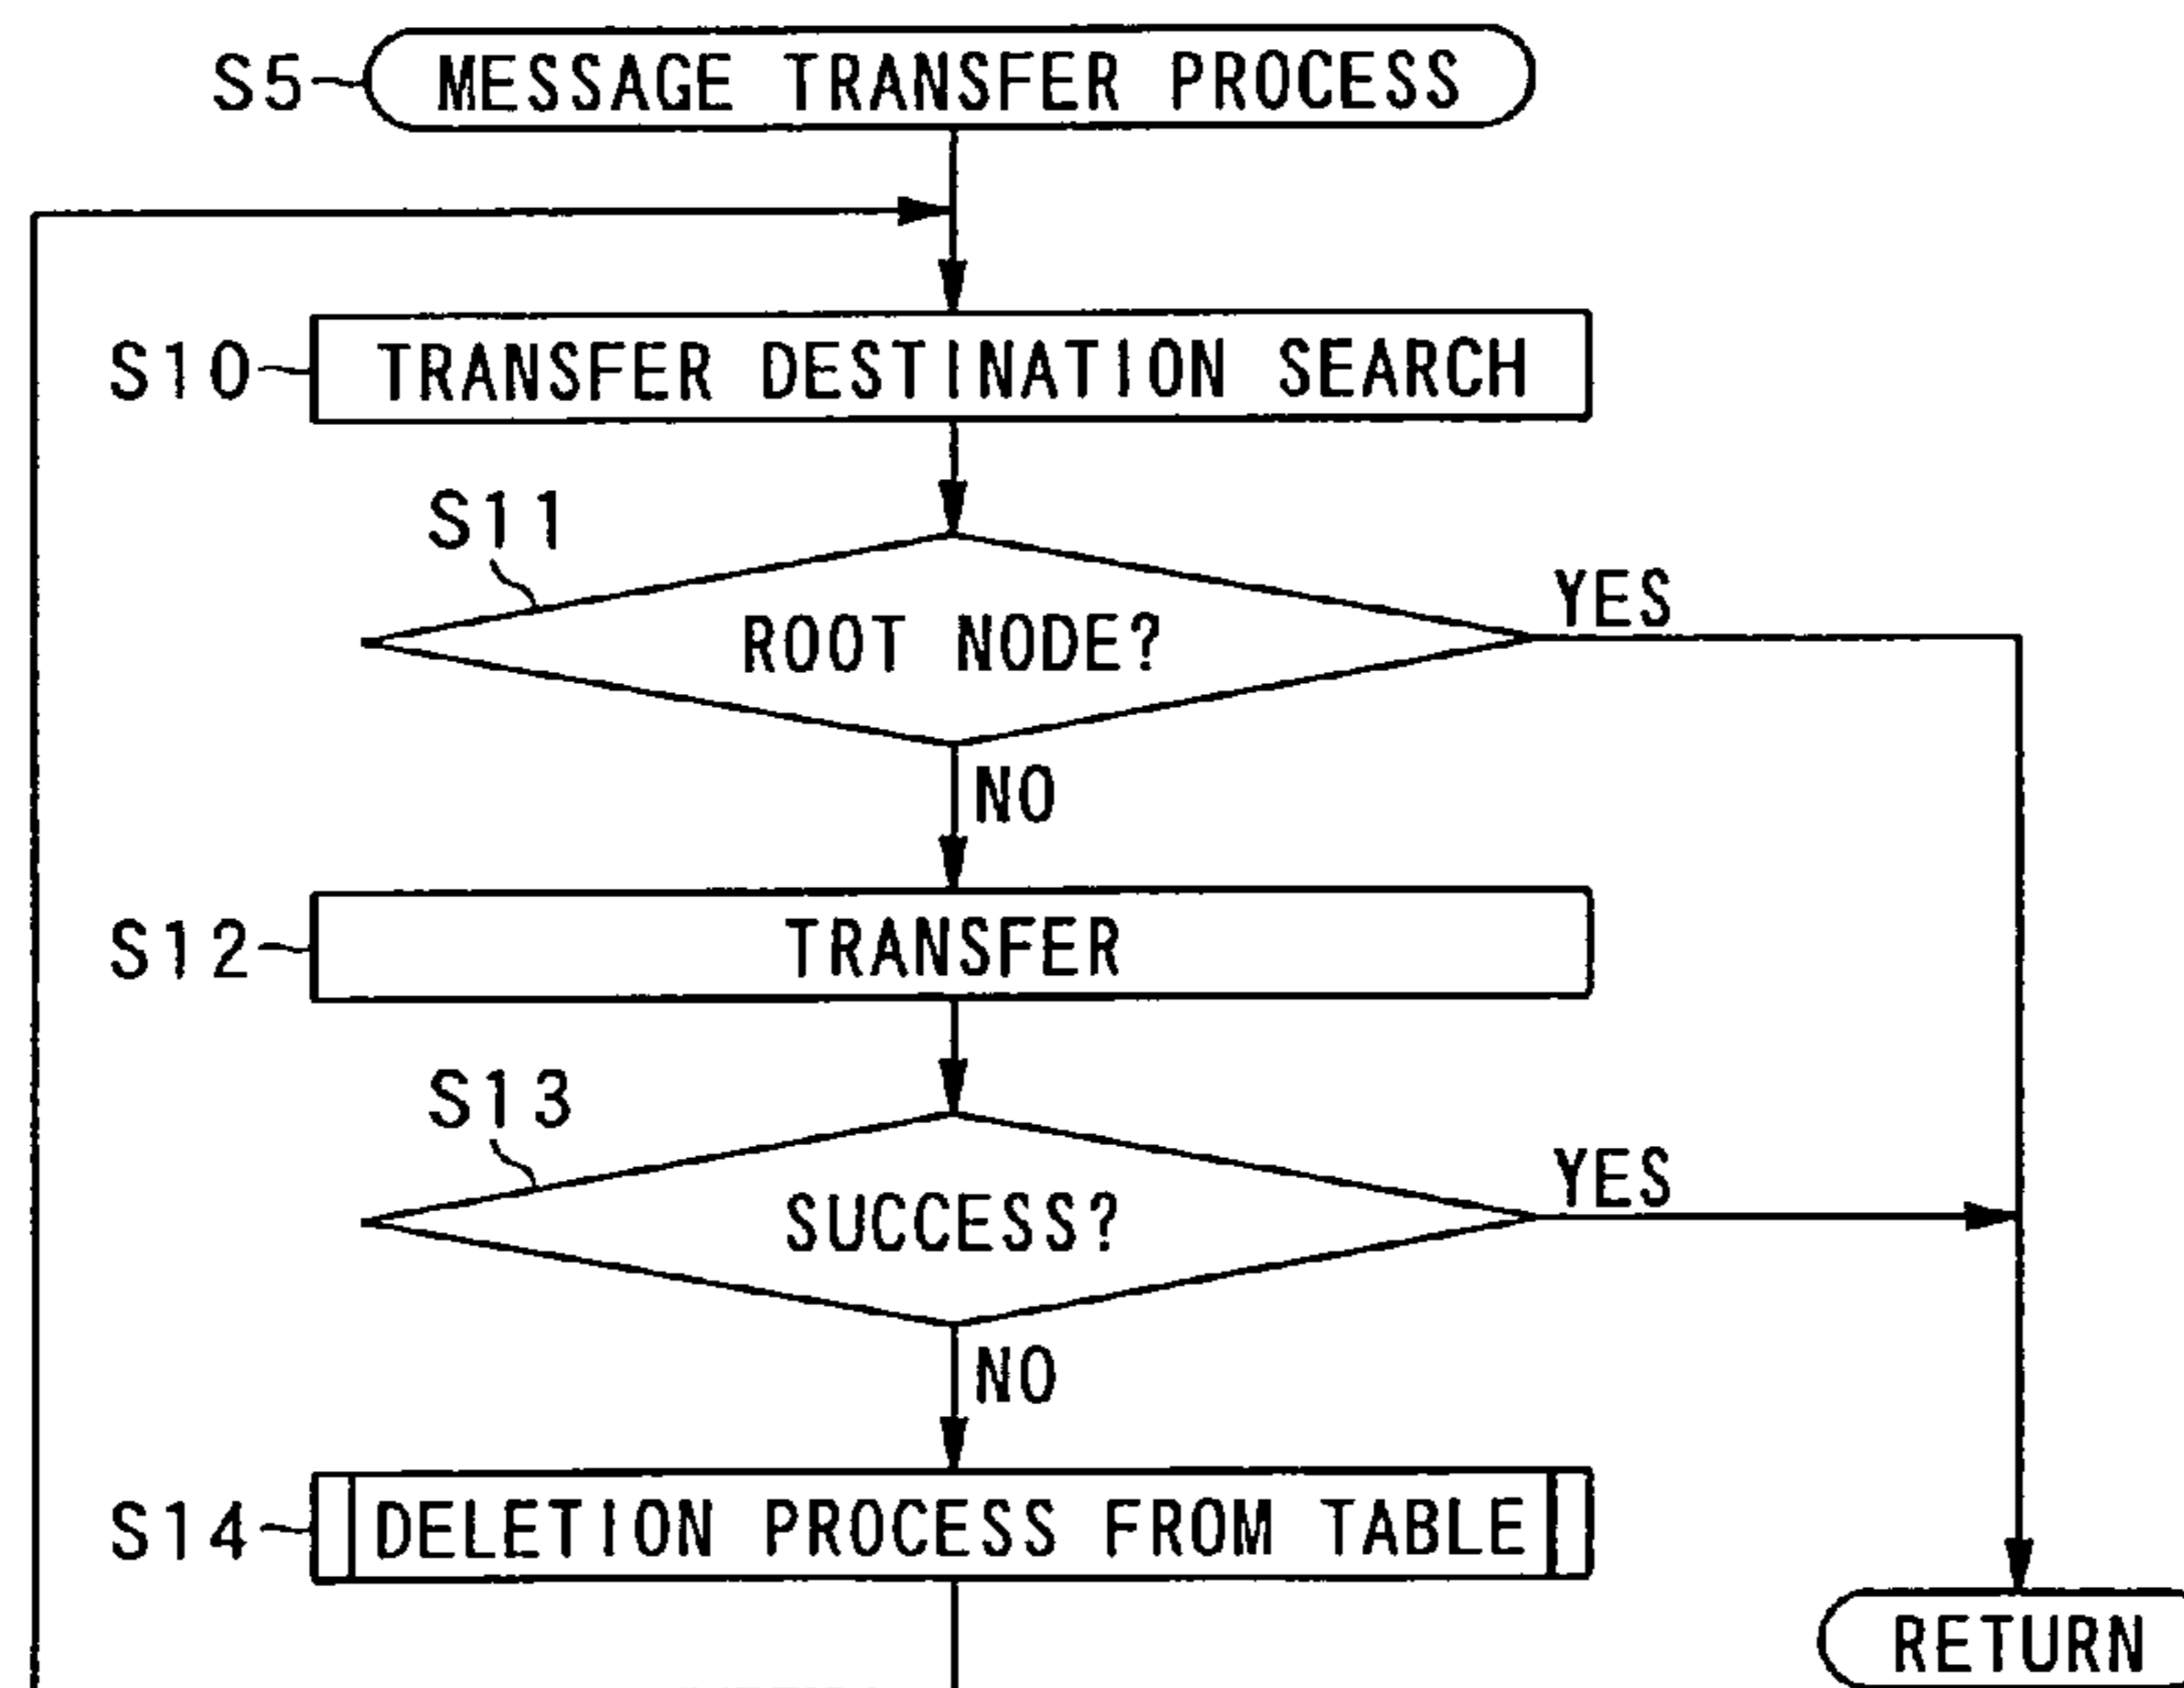 S5 MESSAGE TRANSFER PROCESS
S10 TRANSFER DESTINATION SEARCH
S11
ROOT NODE?
YES
NO
S12 TRANSFER
S13
SUCCESS?
YES
NO
S14 DELETION PROCESS FROM TABLE
RETURN